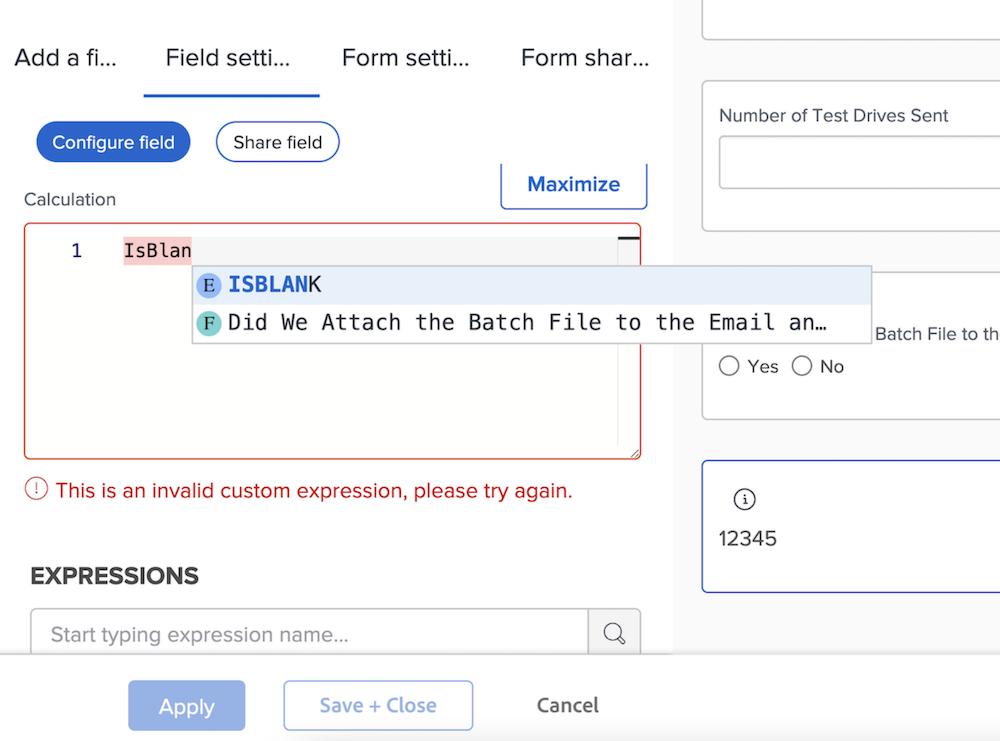 Add a fi...
Field setti...
Form setti...
Form shar...
Configure field
Share field
Maximize
Calculation
1 IsBlan
E ISBLANK
F Did We Attach the Batch File to the Email an…
This is an invalid custom expression, please try again.
EXPRESSIONS
Start typing expression name...
Apply
Save + Close
Cancel
Number of Test Drives Sent
Batch File to th
Yes
No
12345